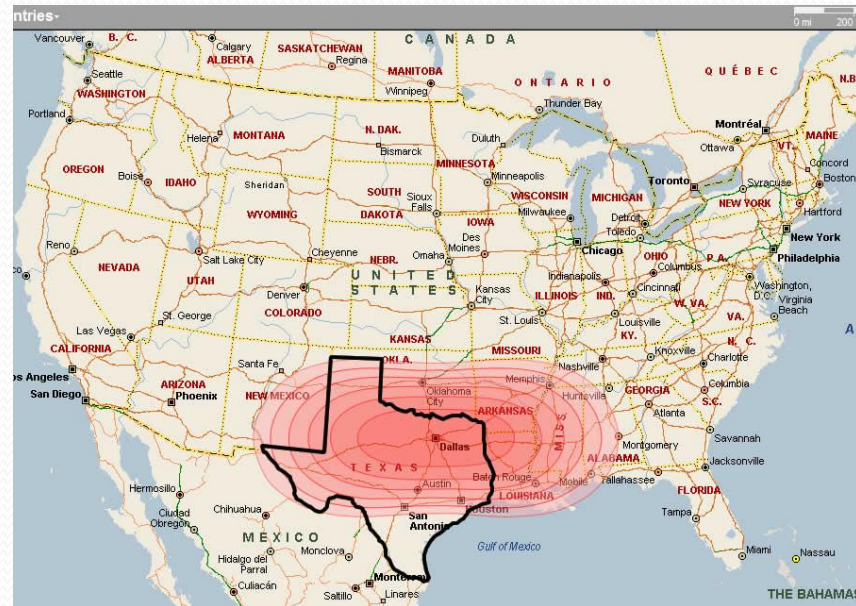 ntries
0 mi 200
B. C.
CANADA
Vancouver
Calgary
ALBERTA
SASKATCHEWAN
Regina
MANITOBA
Winnipeg
ONTARIO
QUÉBEC
N.B.
Seattle
WASHINGTON
Thunder Bay
Portland
Helena
MONTANA
N. DAK.
Bismarck
Duluth
Montréal
Ottawa
VT.
MAINE
MINNESOTA
Minneapolis
Concord
Boston
OREGON
Boise
IDAHO
Sheridan
SOUTH
DAKOTA
Sioux
Falls
WISCONSIN
Milwaukee
MICHIGAN
Toronto
Syracuse
NEW YORK
Hartford
WYOMING
IOWA
Des
Moines
Detroit
Toledo
Chicago
New York
Philadelphia
Reno
NEVADA
Salt Lake City
UTAH
Cheyenne
NEBR.
Omaha
UNITED
STATES
OHIO
P.A.
Columbus
Indianapolis
Washington,
D.C.
Denver
COLORADO
Kansas
City
ILLINOIS
IND.
Cincinnati
W. VA.
Virginia
Beach
Las Vegas
St. George
St. Louis
Louisville
VA.
CALIFORNIA
KANSAS
MISSOURI
KY.
N. C.
os Angeles
San Diego
ARIZONA
Phoenix
Santa Fe
NEW MEXICO
OKLA.
Oklahoma
City
Nashville
Knoxville
Charlotte
Memphis
Huntsville
Columbia
ARKANSAS
GEORGIA
Atlanta
S.C.
Dallas
MISS
Montgomery
Savannah
TEXAS
ALABAMA
Jacksonville
Hermosillo
Austin
Baton Rouge
Mobile
Tallahassee
LOUISIANA
FLORIDA
Ciudad
Obregón
Chihuahua
San
Antonio
Houston
Tampa
MEXICO
Monclova
Gulf of Mexico
Hidalgo del
Parral
Miami
Nassau
Culiacán
Monterrey
Saltillo
Linares
THE BAHAMAS